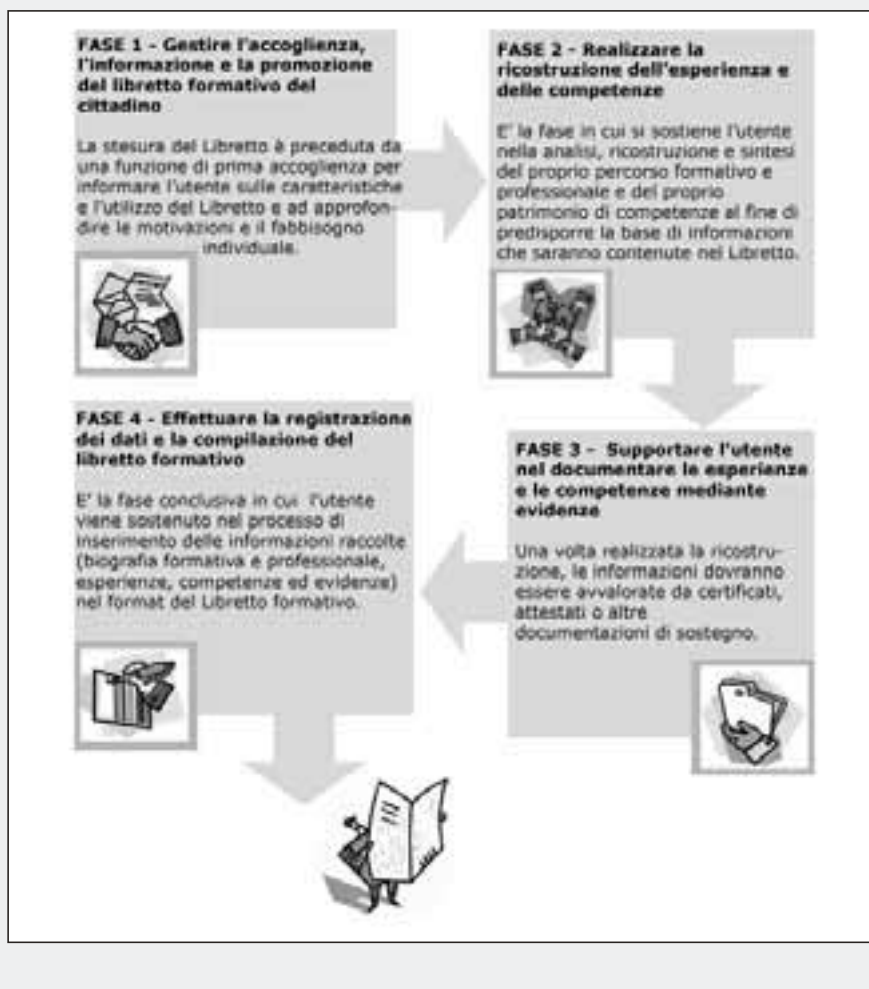 FASE 1 - Gestire l'accoglienza,
l'informazione e la promozione
del libretto formativo del
cittadino
La stesura del Libretto è preceduta da
una funzione di prima accoglienza per
informare l'utente sulle caratteristiche
e l'utilizzo del Libretto e ad approfon-
dire le motivazioni e il fabbisogno
individuale.
FASE 2 - Realizzare la
ricostruzione dell'esperienza e
delle competenze
E' la fase in cui si sostiene l'utente
nella analisi, ricostruzione e sintesi
del proprio percorso formativo e
professionale e del proprio
patrimonio di competenze al fine di
predisporre la base di informazioni
che saranno contenute nel Libretto.
FASE 3 - Supportare l'utente
nel documentare le esperienze
e le competenze mediante
evidenze
Una volta realizzata la ricostru-
zione, le informazioni dovranno
essere avvalorate da certificati,
attestati o altre
documentazioni di sostegno.
FASE 4 - Effettuare la registrazione
dei dati e la compilazione del
libretto formativo
E' la fase conclusiva in cui l'utente
viene sostenuto nel processo di
inserimento delle informazioni raccolte
(biografia formativa e professionale,
esperienze, competenze ed evidenze)
nel format del Libretto formativo.